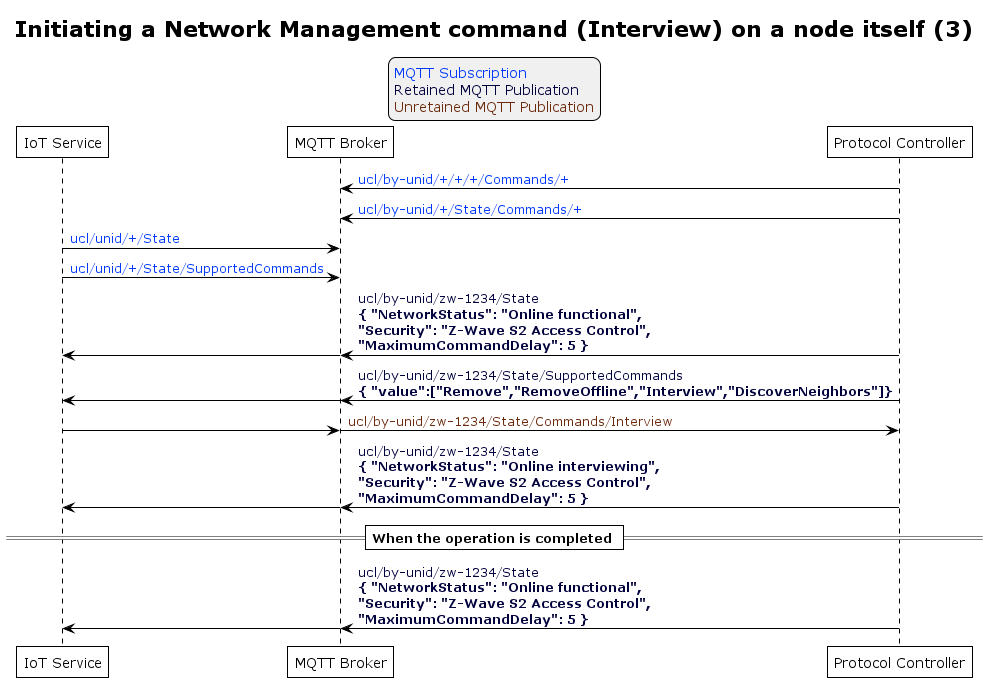 Initiating a Network Management command (Interview) on a node itself (3)
MQTT Subscription
Retained MQTT Publication
Unretained MQTT Publication
IoT Service
MQTT Broker
Protocol Controller
ucl/by-unid/+/+/+/Commands/+
ucl/by-unid/+/State/Commands/+
ucl/unid/+/State
ucl/unid/+/State/SupportedCommands
ucl/by-unid/zw-1234/State
{ "NetworkStatus": "Online functional",
"Security": "Z-Wave S2 Access Control",
"MaximumCommandDelay": 5 }
ucl/by-unid/zw-1234/State/SupportedCommands
{ "value":["Remove","RemoveOffline","Interview","DiscoverNeighbors"]}
ucl/by-unid/zw-1234/State/Commands/Interview
ucl/by-unid/zw-1234/State
{ "NetworkStatus": "Online interviewing",
"Security": "Z-Wave S2 Access Control",
"MaximumCommandDelay": 5 }
When the operation is completed
ucl/by-unid/zw-1234/State
{ "NetworkStatus": "Online functional",
"Security": "Z-Wave S2 Access Control",
"MaximumCommandDelay": 5 }
IoT Service
MQTT Broker
Protocol Controller